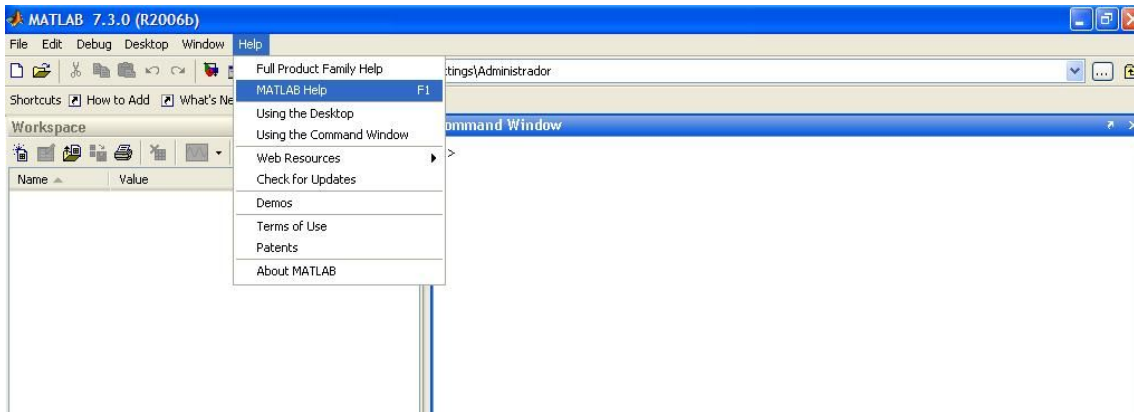 MATLAB 7.3.0 (R2006b)
File Edit Debug Desktop Window Help
Full Product Family Help
tings\Administrador
MATLAB Help F1
Shortcuts How to Add What's Ne
Using the Desktop
Workspace
ommand Window
Using the Command Window
Web Resources
>
Name Value
Check for Updates
Demos
Terms of Use
Patents
About MATLAB